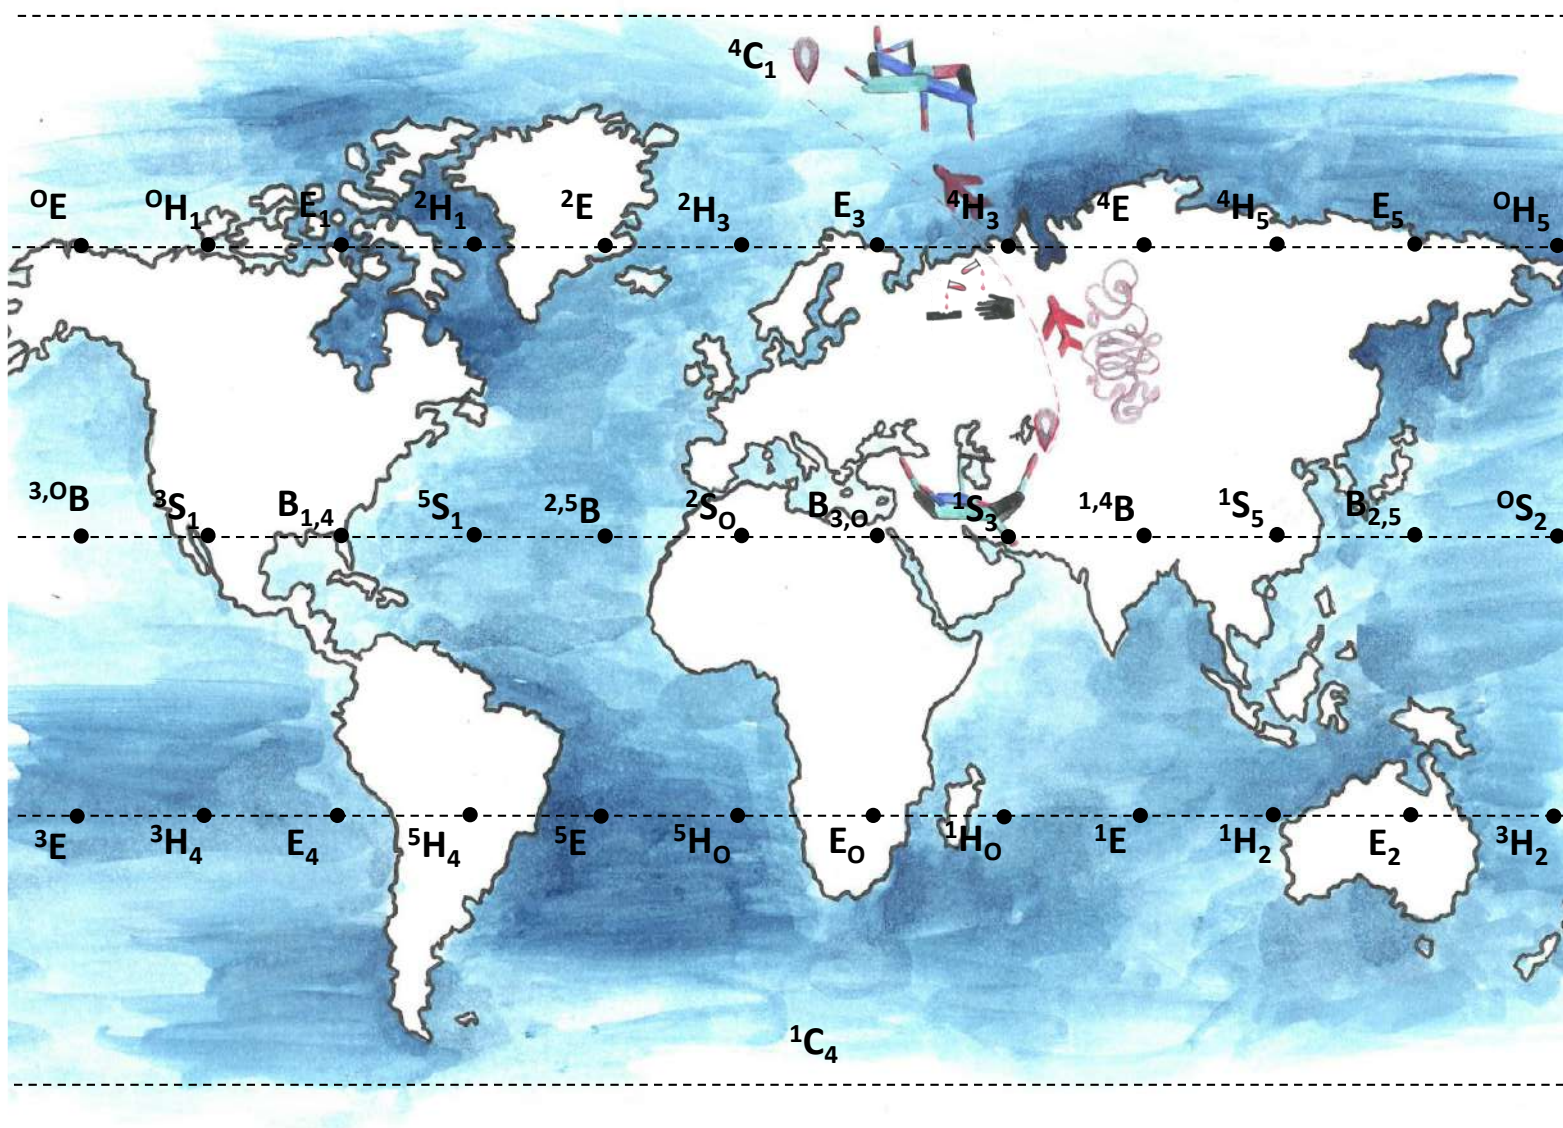 ⁴C₁
ᴼE ᴼH₁ E₁ ²H₁ ²E ²H₃ E₃ ⁴H₃ ⁴E ⁴H₅ E₅ ᴼH₅
³,ᴼB ³S₁ B₁,₄ ⁵S₁ ²,⁵B ²Sₒ B₃,ₒ ¹S₃ ¹,⁴B ¹S₅ B₂,₅ ᴼS₂
³E ³H₄ E₄ ⁵H₄ ⁵E ⁵Hₒ Eₒ ¹Hₒ ¹E ¹H₂ E₂ ³H₂
¹C₄